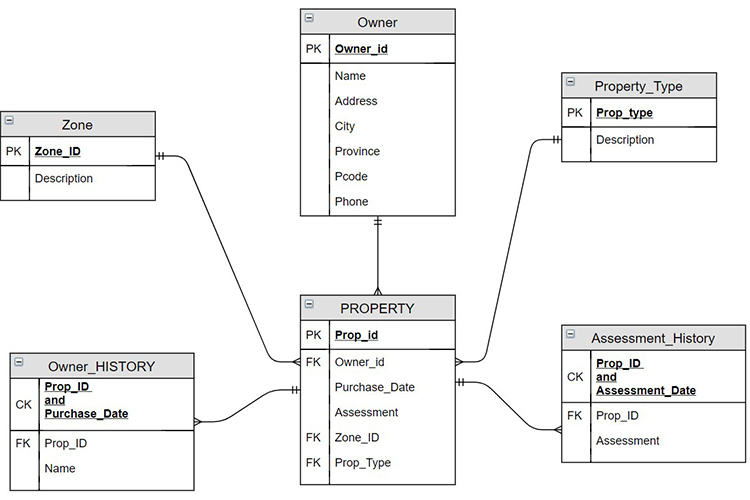 Owner
PK Owner_id
Name
Address
City
Province
Pcode
Phone
Property_Type
PK Prop_type
Description
Zone
PK Zone_ID
Description
PROPERTY
PK Prop_id
FK Owner_id
Purchase_Date
Assessment
FK Zone_ID
FK Prop_Type
Owner_HISTORY
CK Prop_ID
and
Purchase_Date
FK Prop_ID
Name
Assessment_History
CK Prop_ID
and
Assessment_Date
FK Prop_ID
Assessment